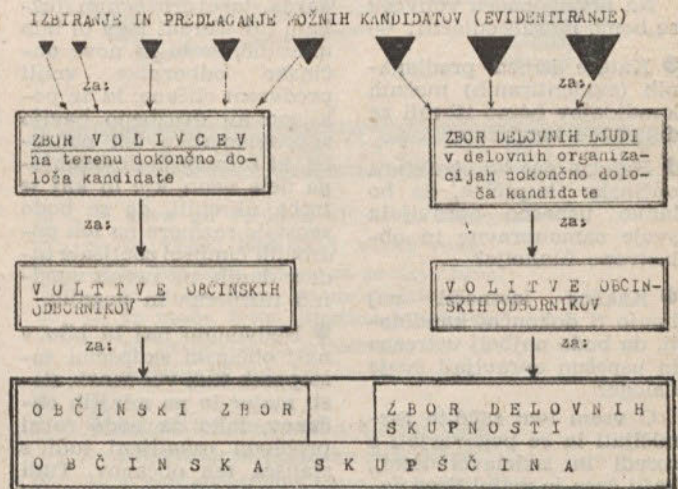 IZBIRANJE IN PREDLAGANJE MOŽNIH KANDIDATOV (EVIDENTIRANJE)
za:
za:
ZBOR VOLIVCEV
na terenu dokončno do-
loča kandidate
ZBOR DELOVNIH LJUDI
v delovnih organiza-
cijah dokončno dolo-
ča kandidate
za:
za:
VOLITVE OBČINSKIH
ODBORNIKOV
VOLITVE OBČIN-
SKIH ODBORNIKOV
za:
za:
OBČINSKI ZBOR
ZBOR DELOVNIH
SKUPNOSTI
OBČINSKA SKUPŠČINA